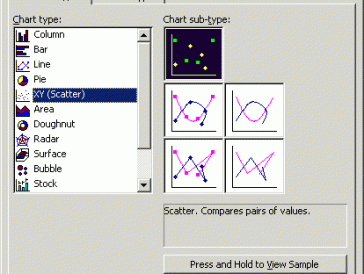 Chart type:
Chart sub-type:
Column
Bar
Line
Pie
XY (Scatter)
Area
Doughnut
Radar
Surface
Bubble
Stock
Scatter. Compares pairs of values.
Press and Hold to View Sample